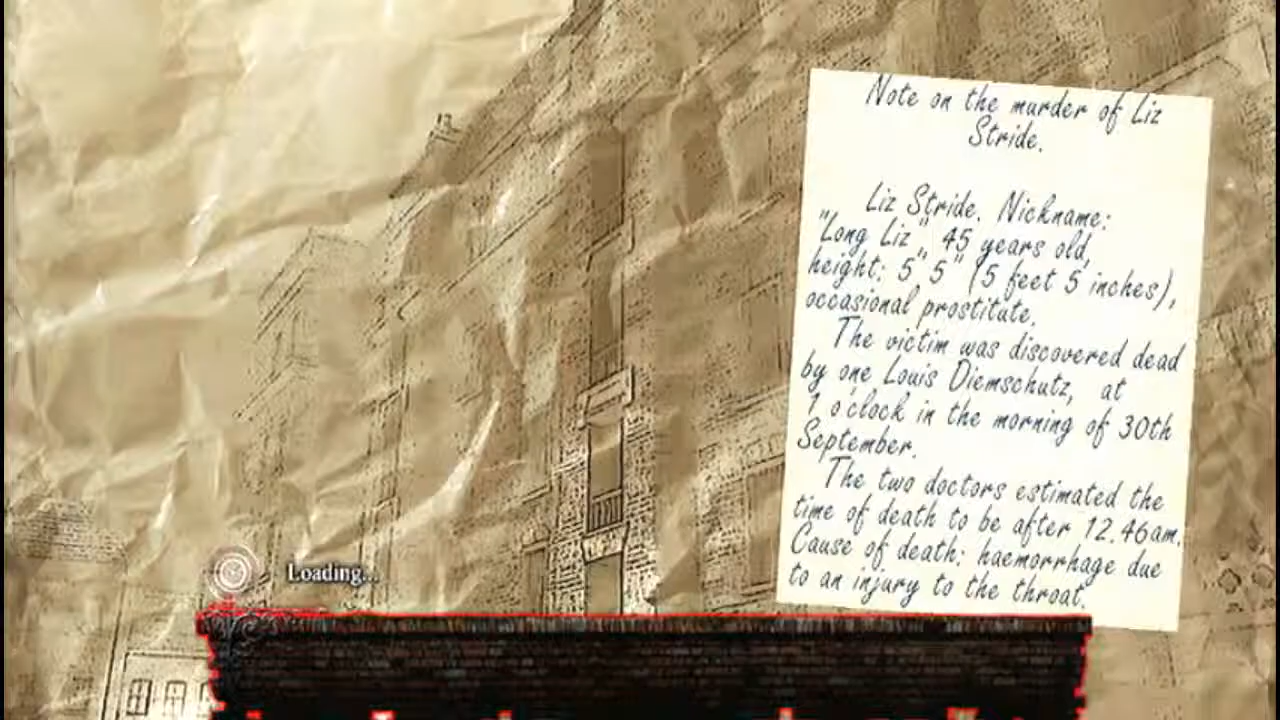 Note on the murder of Liz
Stride.
Liz Stride. Nickname:
"Long Liz", 45 years old,
height: 5" 5" (5 feet 5 inches),
occasional prostitute.
The victim was discovered dead
by one Louis Diemschutz, at
1 o'clock in the morning of 30th
September.
The two doctors estimated the
time of death to be after 12.46am.
Cause of death: haemorrhage due
to an injury to the throat.
Loading...